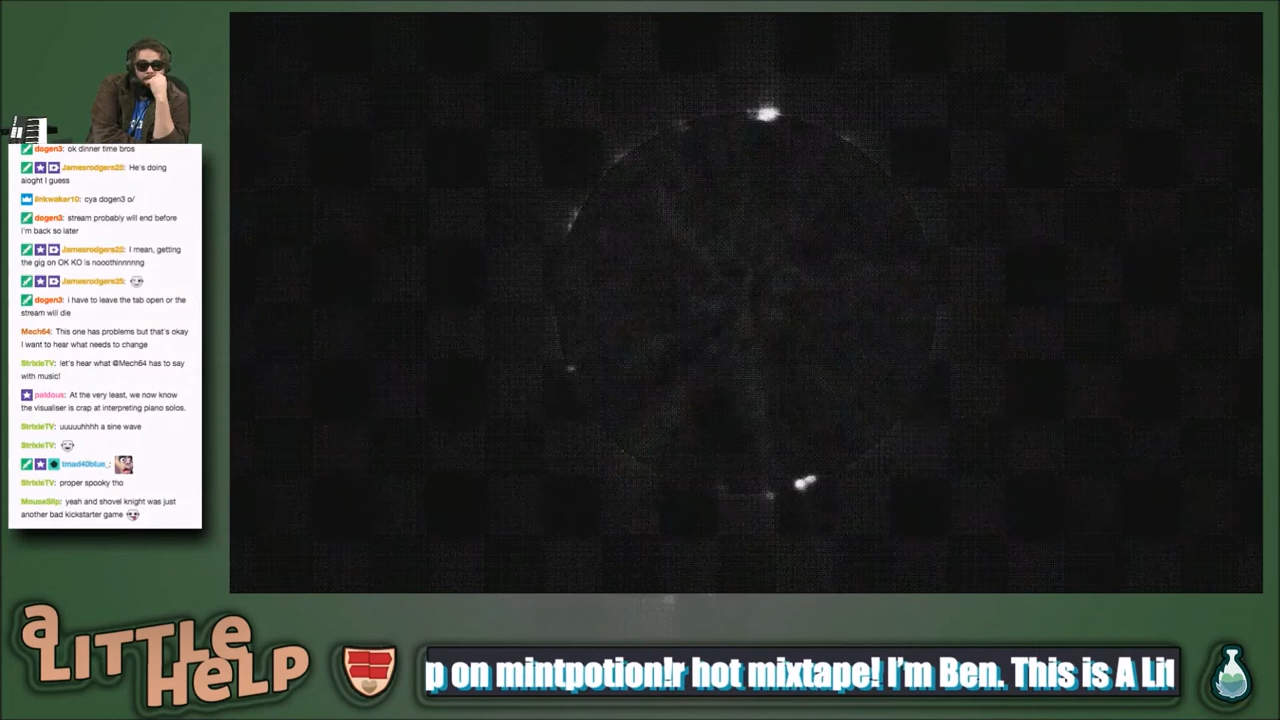 dogen3: ok dinner time bros
Jamesrodgers25: He's doing
aioght I guess
linkwaker10: cya dogen3 o/
dogen3: stream probably will end before
I'm back so later
Jamesrodgers25: I mean, getting
the gig on OK KO is nooothinnnnng
Jamesrodgers25:
dogen3: i have to leave the tab open or the
stream will die
Mech64: This one has problems but that's okay
I want to hear what needs to change
StrixieTV: let's hear what @Mech64 has to say
with music!
paldous: At the very least, we now know
the visualiser is crap at interpreting piano solos.
StrixieTV: uuuuuhhhh a sine wave
StrixieTV:
tmad40blue_:
StrixieTV: proper spooky tho
MouseSlip: yeah and shovel knight was just
another bad kickstarter game
a LiTTLe HeLP
p on mintpotion!r hot mixtape! I'm Ben. This is A Lit